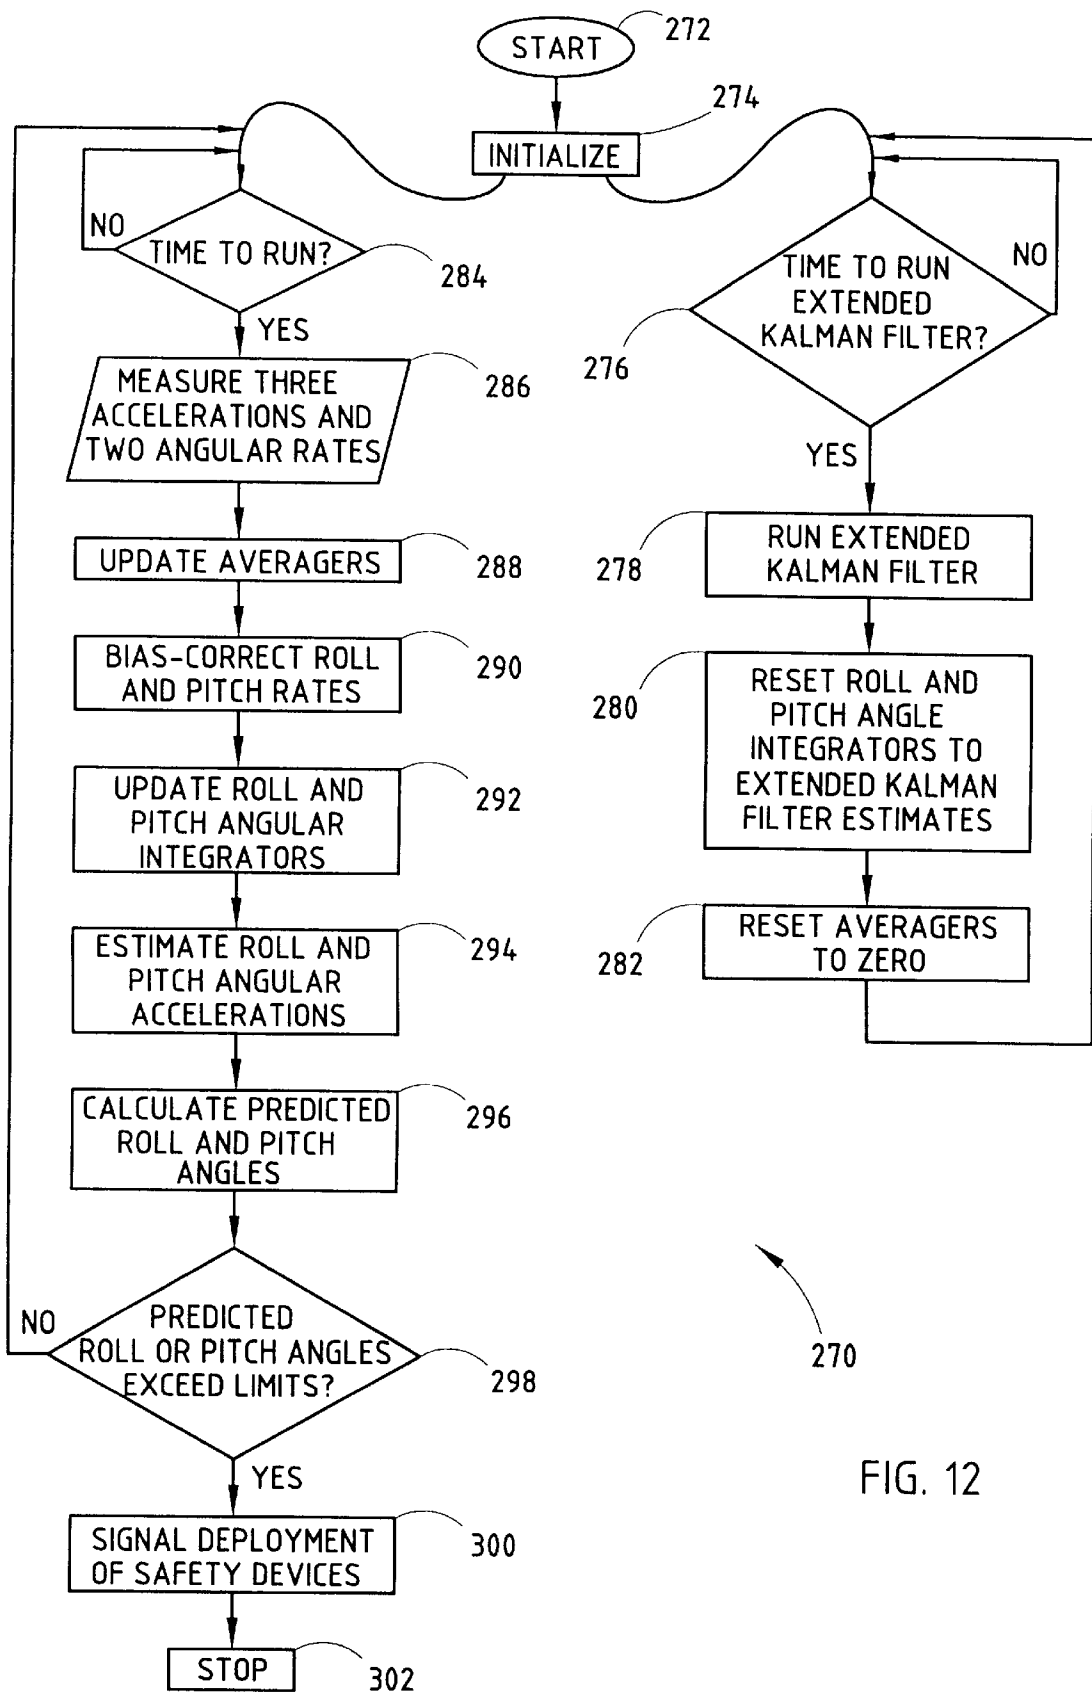 START
272
274
INITIALIZE
NO
TIME TO RUN?
284
YES
MEASURE THREE
ACCELERATIONS AND
TWO ANGULAR RATES
286
UPDATE AVERAGERS
288
BIAS-CORRECT ROLL
AND PITCH RATES
290
UPDATE ROLL AND
PITCH ANGULAR
INTEGRATORS
292
ESTIMATE ROLL AND
PITCH ANGULAR
ACCELERATIONS
294
CALCULATE PREDICTED
ROLL AND PITCH
ANGLES
296
NO
PREDICTED
ROLL OR PITCH ANGLES
EXCEED LIMITS?
298
YES
SIGNAL DEPLOYMENT
OF SAFETY DEVICES
300
STOP
302
TIME TO RUN
EXTENDED
KALMAN FILTER?
NO
276
YES
RUN EXTENDED
KALMAN FILTER
278
RESET ROLL AND
PITCH ANGLE
INTEGRATORS TO
EXTENDED KALMAN
FILTER ESTIMATES
280
RESET AVERAGERS
TO ZERO
282
270
FIG. 12